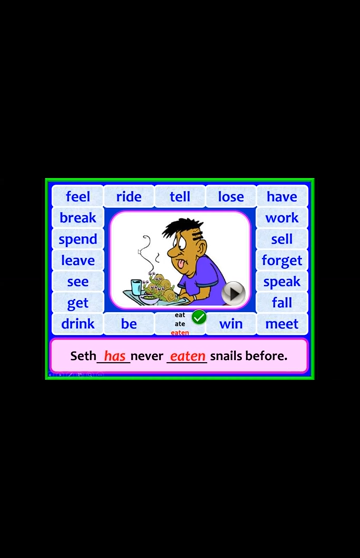 feel ride tell lose have
break work
spend sell
leave forget
see speak
get fall
drink be eat win meet
ate
eaten
Seth has never eaten snails before.